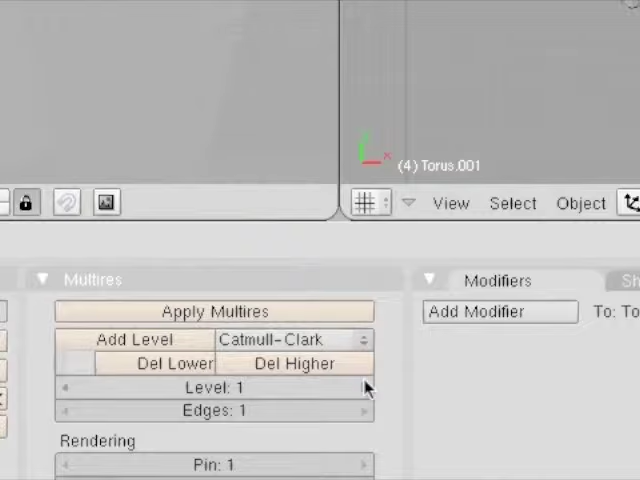 (4) Torus.001
View Select Object
Multires
Modifiers Sh
Apply Multires
Add Modifier To: To
Add Level Catmull-Clark
Del Lower Del Higher
Level: 1
Edges: 1
Rendering
Pin: 1